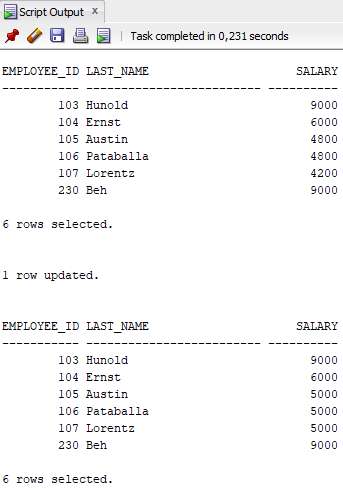 Script Output x
Task completed in 0,231 seconds
EMPLOYEE_ID LAST_NAME                     SALARY
----------- ------------------------- ----------
        103 Hunold                          9000
        104 Ernst                           6000
        105 Austin                          4800
        106 Pataballa                       4800
        107 Lorentz                         4200
        230 Beh                             9000
6 rows selected.
1 row updated.
EMPLOYEE_ID LAST_NAME                     SALARY
----------- ------------------------- ----------
        103 Hunold                          9000
        104 Ernst                           6000
        105 Austin                          5000
        106 Pataballa                       5000
        107 Lorentz                         5000
        230 Beh                             9000
6 rows selected.